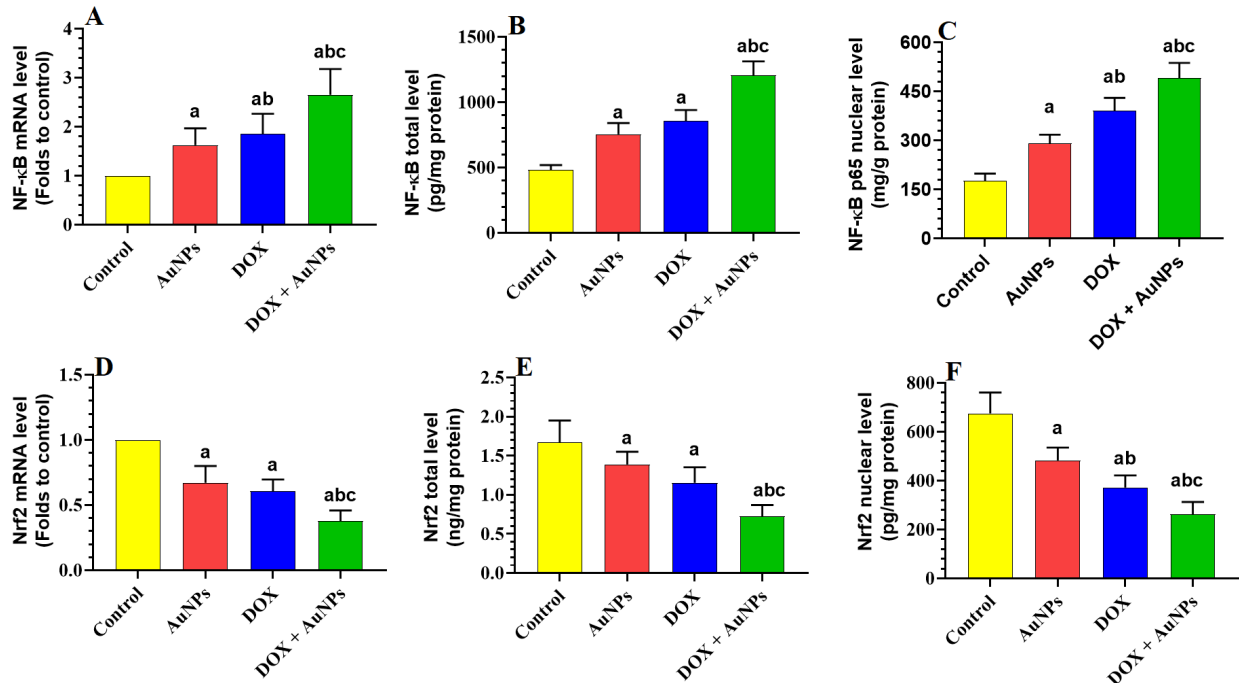 A
NF-κB mRNA level
(Folds to control)
4
3
2
1
0
a
ab
abc
Control
AuNPs
DOX
DOX + AuNPs
B
NF-κB total level
(pg/mg protein)
1500
1000
500
0
a
a
abc
Control
AuNPs
DOX
DOX + AuNPs
C
NF-κB p65 nuclear level
(mg/g protein)
600
450
300
150
0
a
ab
abc
Control
AuNPs
DOX
DOX + AuNPs
D
Nrf2 mRNA level
(Folds to control)
1.5
1.0
0.5
0.0
a
a
abc
Control
AuNPs
DOX
DOX + AuNPs
E
Nrf2 total level
(ng/mg protein)
2.5
2.0
1.5
1.0
0.5
0.0
a
a
abc
Control
AuNPs
DOX
DOX + AuNPs
F
Nrf2 nuclear level
(pg/mg protein)
800
600
400
200
0
a
ab
abc
Control
AuNPs
DOX
DOX + AuNPs